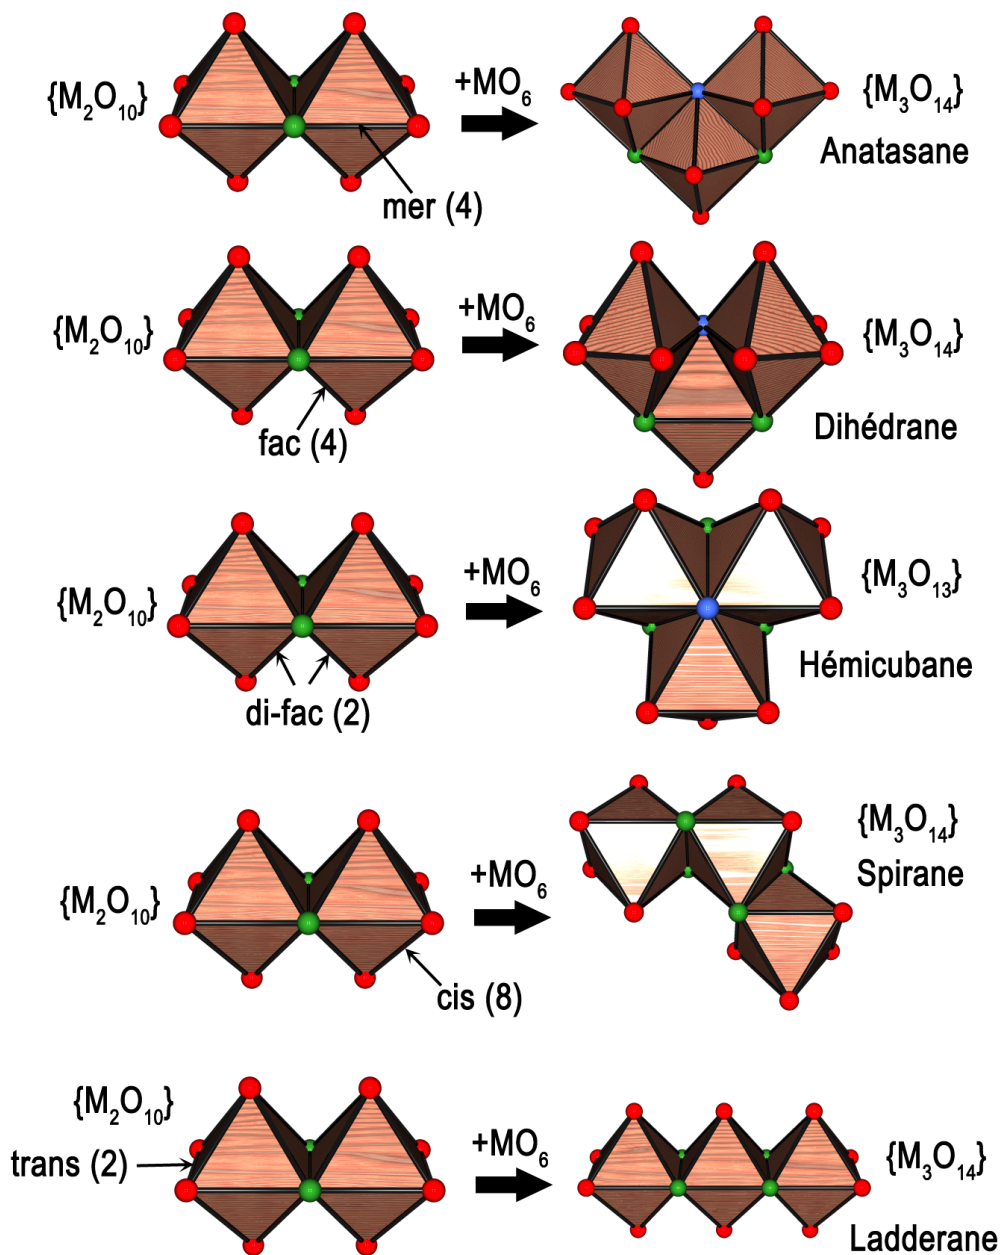 {M₂O₁₀}
+MO₆
{M₃O₁₄}
Anatasane
mer (4)
{M₂O₁₀}
+MO₆
{M₃O₁₄}
Dihédrane
fac (4)
{M₂O₁₀}
+MO₆
{M₃O₁₃}
Hémicubane
di-fac (2)
{M₂O₁₀}
+MO₆
{M₃O₁₄}
Spirane
cis (8)
{M₂O₁₀}
trans (2)
+MO₆
{M₃O₁₄}
Ladderane